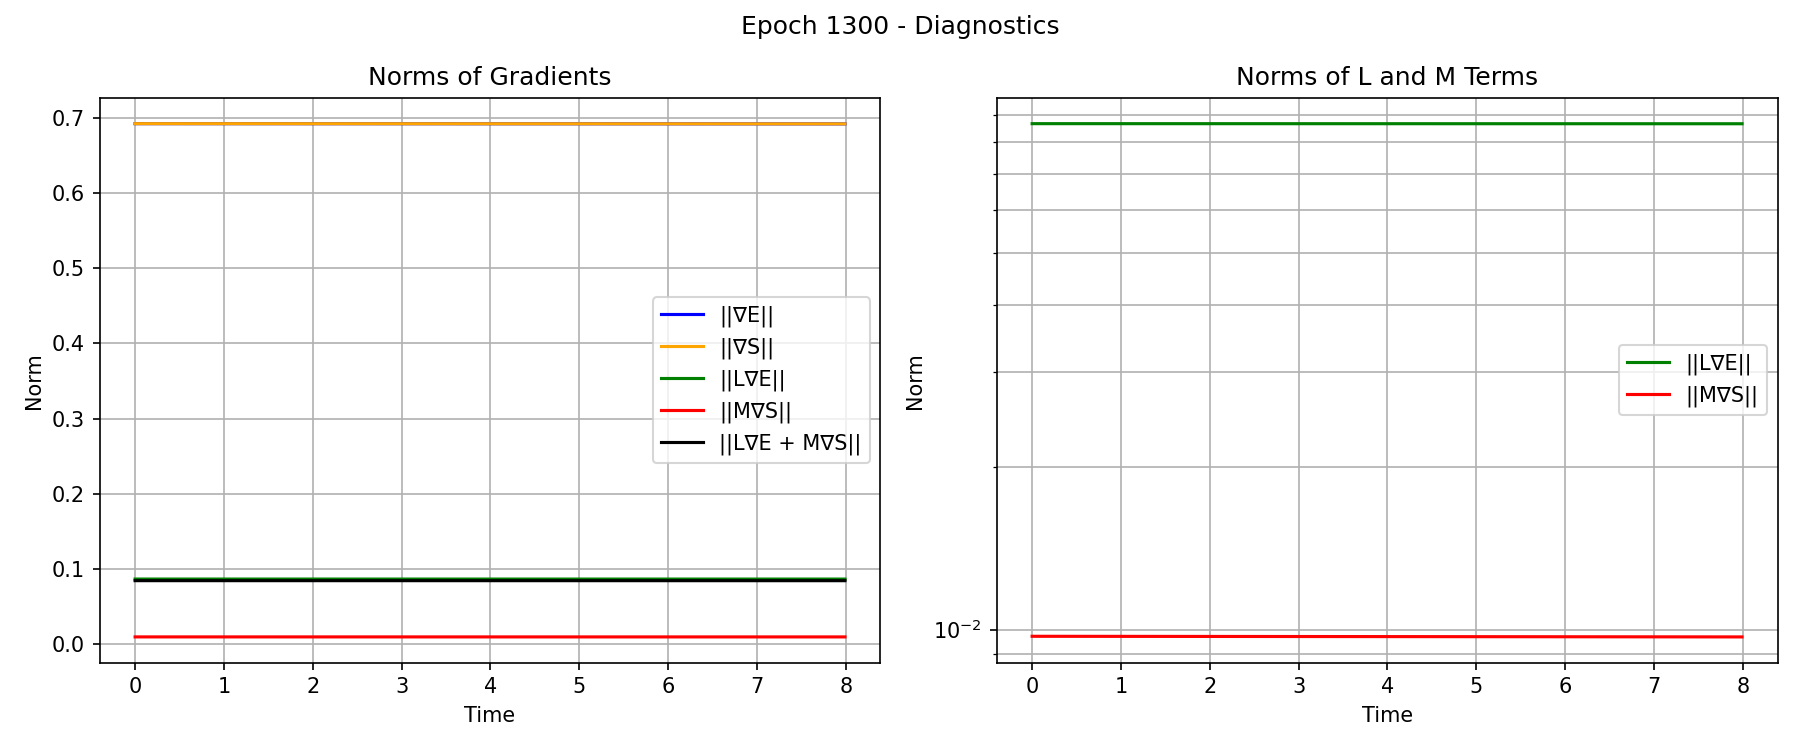 Epoch 1300 - Diagnostics
Norms of Gradients
0.7
0.6
0.5
0.4
0.3
0.2
0.1
0.0
Norm
||∇E||
||∇S||
||L∇E||
||M∇S||
||L∇E + M∇S||
0 1 2 3 4 5 6 7 8
Time
Norms of L and M Terms
10⁻²
Norm
||L∇E||
||M∇S||
0 1 2 3 4 5 6 7 8
Time